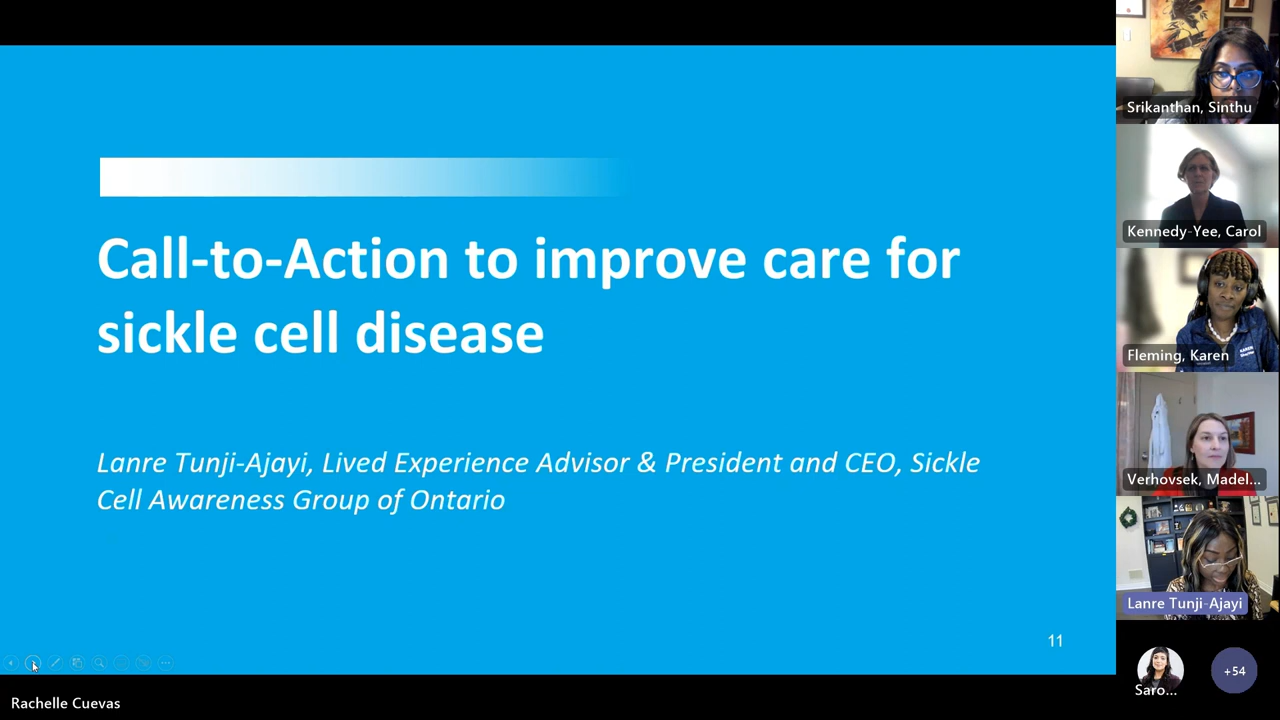 Call-to-Action to improve care for
sickle cell disease
Lanre Tunji-Ajayi, Lived Experience Advisor & President and CEO, Sickle
Cell Awareness Group of Ontario
11
Rachelle Cuevas
Srikanthan, Sinthu
Kennedy-Yee, Carol
Fleming, Karen
Verhovsek, Madel...
Lanre Tunji-Ajayi
Saro...
+54